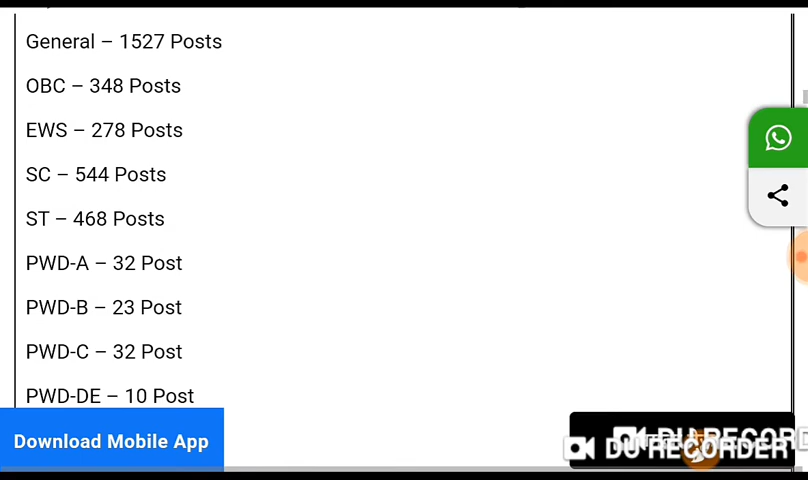 General – 1527 Posts
OBC – 348 Posts
EWS – 278 Posts
SC – 544 Posts
ST – 468 Posts
PWD-A – 32 Post
PWD-B – 23 Post
PWD-C – 32 Post
PWD-DE – 10 Post
Download Mobile App
DU RECORDER